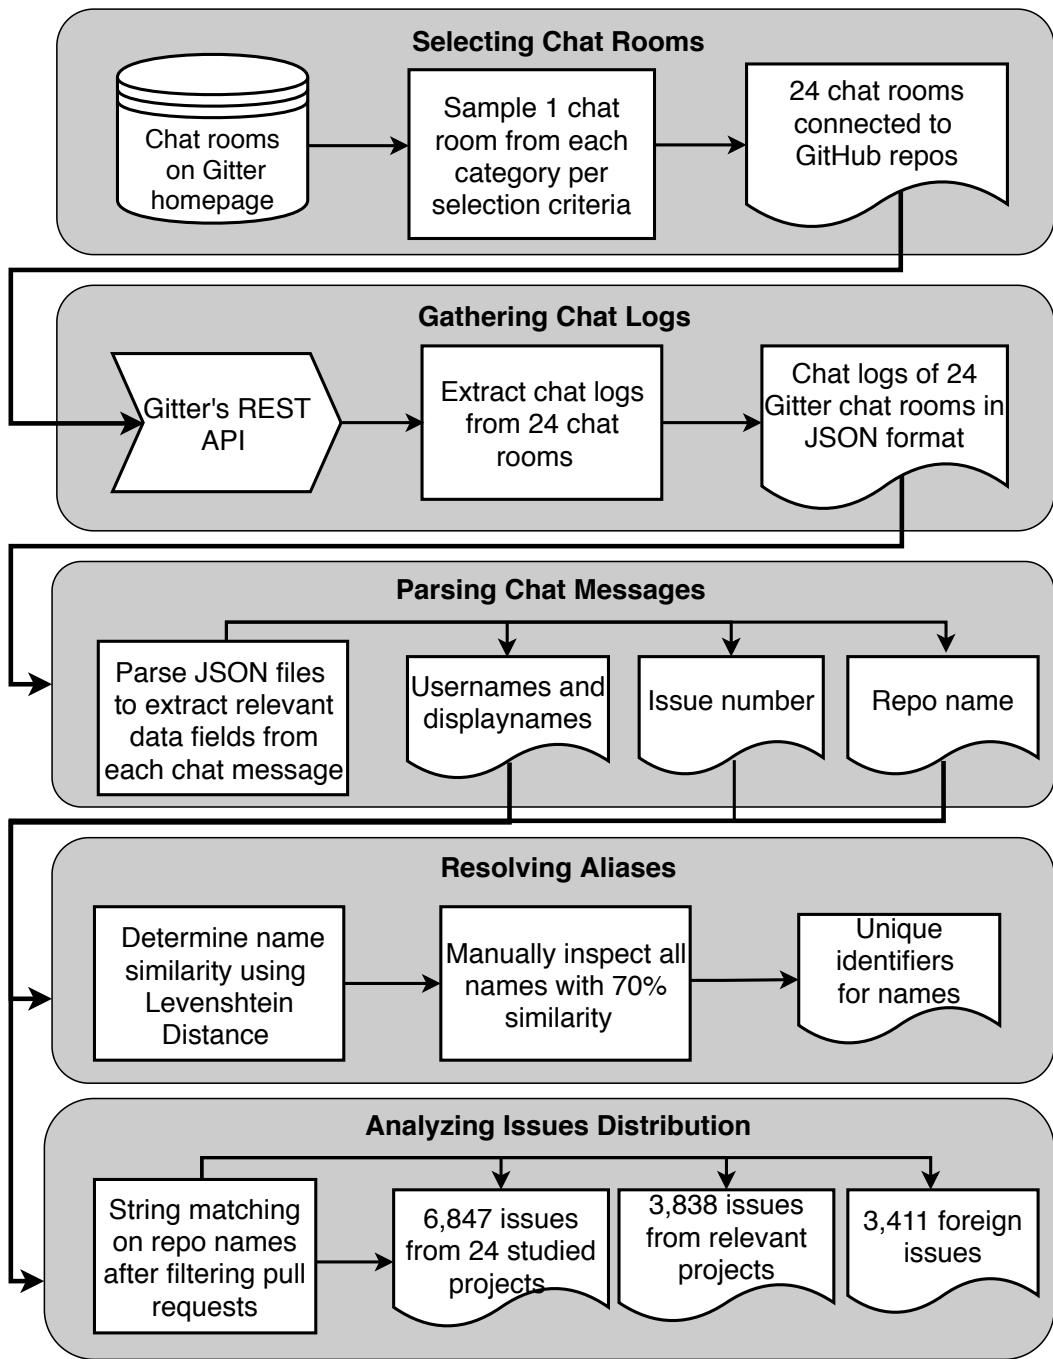 Selecting Chat Rooms
Chat rooms
on Gitter
homepage
Sample 1 chat
room from each
category per
selection criteria
24 chat rooms
connected to
GitHub repos
Gathering Chat Logs
Gitter's REST
API
Extract chat logs
from 24 chat
rooms
Chat logs of 24
Gitter chat rooms in
JSON format
Parsing Chat Messages
Parse JSON files
to extract relevant
data fields from
each chat message
Usernames and
displaynames
Issue number
Repo name
Resolving Aliases
Determine name
similarity using
Levenshtein
Distance
Manually inspect all
names with 70%
similarity
Unique
identifiers
for names
Analyzing Issues Distribution
String matching
on repo names
after filtering pull
requests
6,847 issues
from 24 studied
projects
3,838 issues
from relevant
projects
3,411 foreign
issues